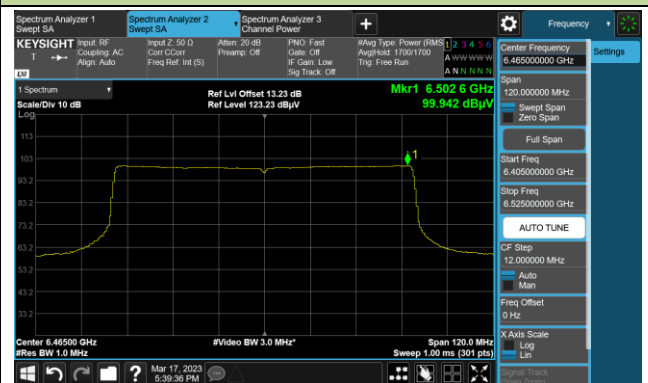 Spectrum Analyzer 1
Swept SA
Spectrum Analyzer 2
Swept SA
Spectrum Analyzer 3
Channel Power
Frequency
KEYSIGHT
T
LXI
Input: RF
Coupling: AC
Align: Auto
Input Z: 50 Ω
Corr CCorr
Freq Ref: Int (S)
Atten: 20 dB
Preamp: Off
PNO: Fast
Gate: Off
IF Gain: Low
Sig Track: Off
#Avg Type: Power (RMS
Avg|Hold: 1700/1700
Trig: Free Run
1 2 3 4 5 6
A W W W W W
A N N N N N
1 Spectrum
Scale/Div 10 dB
Log
Ref Lvl Offset 13.23 dB
Ref Level 123.23 dBµV
Mkr1 6.502 6 GHz
99.942 dBµV
1
113
103
93.2
83.2
73.2
63.2
53.2
43.2
33.2
Center 6.46500 GHz
#Res BW 1.0 MHz
#Video BW 3.0 MHz*
Span 120.0 MHz
Sweep 1.00 ms (301 pts)
Mar 17, 2023
5:39:36 PM
Center Frequency
6.465000000 GHz
Span
120.000000 MHz
Swept Span
Zero Span
Full Span
Start Freq
6.405000000 GHz
Stop Freq
6.525000000 GHz
AUTO TUNE
CF Step
12.000000 MHz
Auto
Man
Freq Offset
0 Hz
X Axis Scale
Log
Lin
Signal Track
Settings